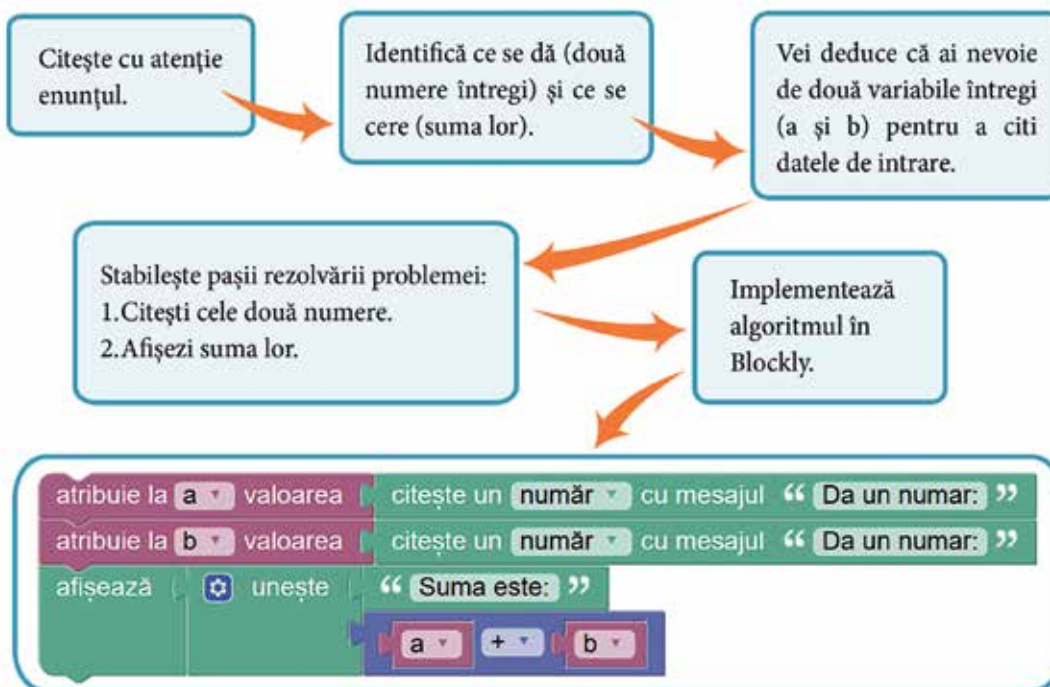 Citește cu atenție
enunțul.
Identifică ce se dă (două
numere întregi) și ce se
cere (suma lor).
Vei deduce că ai nevoie
de două variabile întregi
(a și b) pentru a citi
datele de intrare.
Stabilește pașii rezolvării problemei:
1.Citești cele două numere.
2.Afișezi suma lor.
Implementează
algoritmul în
Blockly.
atribuie la a valoarea citește un număr cu mesajul “ Da un numar: ”
atribuie la b valoarea citește un număr cu mesajul “ Da un numar: ”
afișează unește “ Suma este: ”
a + b